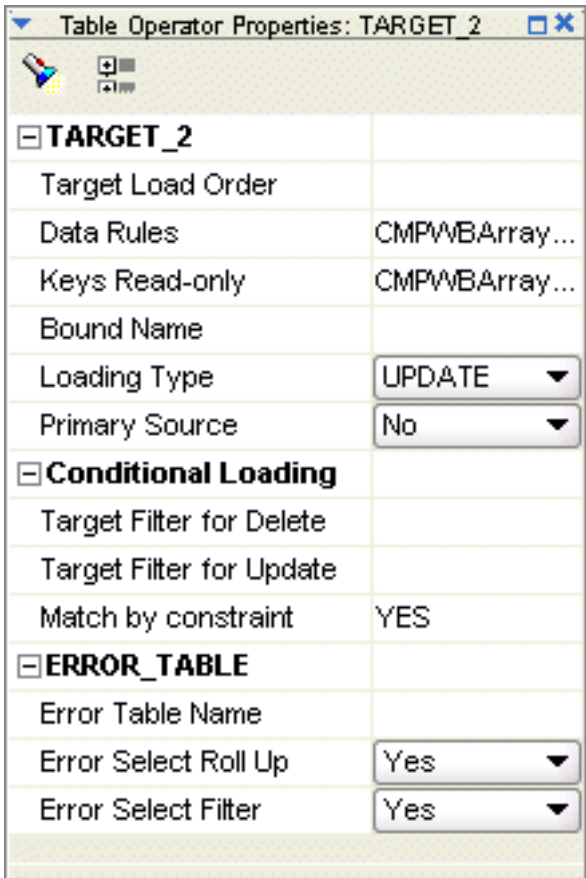 Table Operator Properties: TARGET_2
TARGET_2
Target Load Order
Data Rules CMPWBArray...
Keys Read-only CMPWBArray...
Bound Name
Loading Type UPDATE
Primary Source No
Conditional Loading
Target Filter for Delete
Target Filter for Update
Match by constraint YES
ERROR_TABLE
Error Table Name
Error Select Roll Up Yes
Error Select Filter Yes